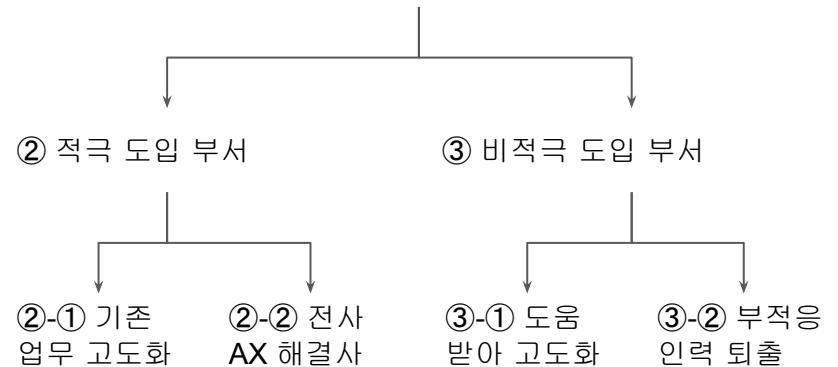 ② 적극 도입 부서
③ 비적극 도입 부서
②-① 기존
업무 고도화
②-② 전사
AX 해결사
③-① 도움
받아 고도화
③-② 부적응
인력 퇴출